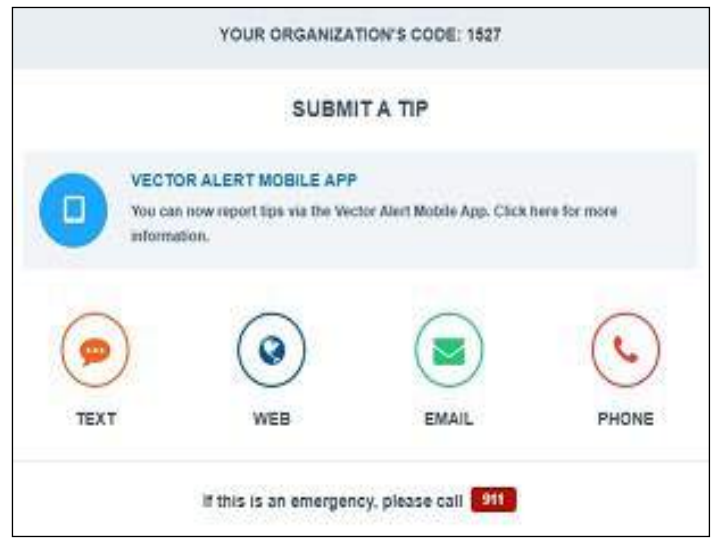 YOUR ORGANIZATION'S CODE: 1527
SUBMIT A TIP
VECTOR ALERT MOBILE APP
You can now report tips via the Vector Alert Mobile App. Click here for more
information.
TEXT WEB EMAIL PHONE
If this is an emergency, please call 911